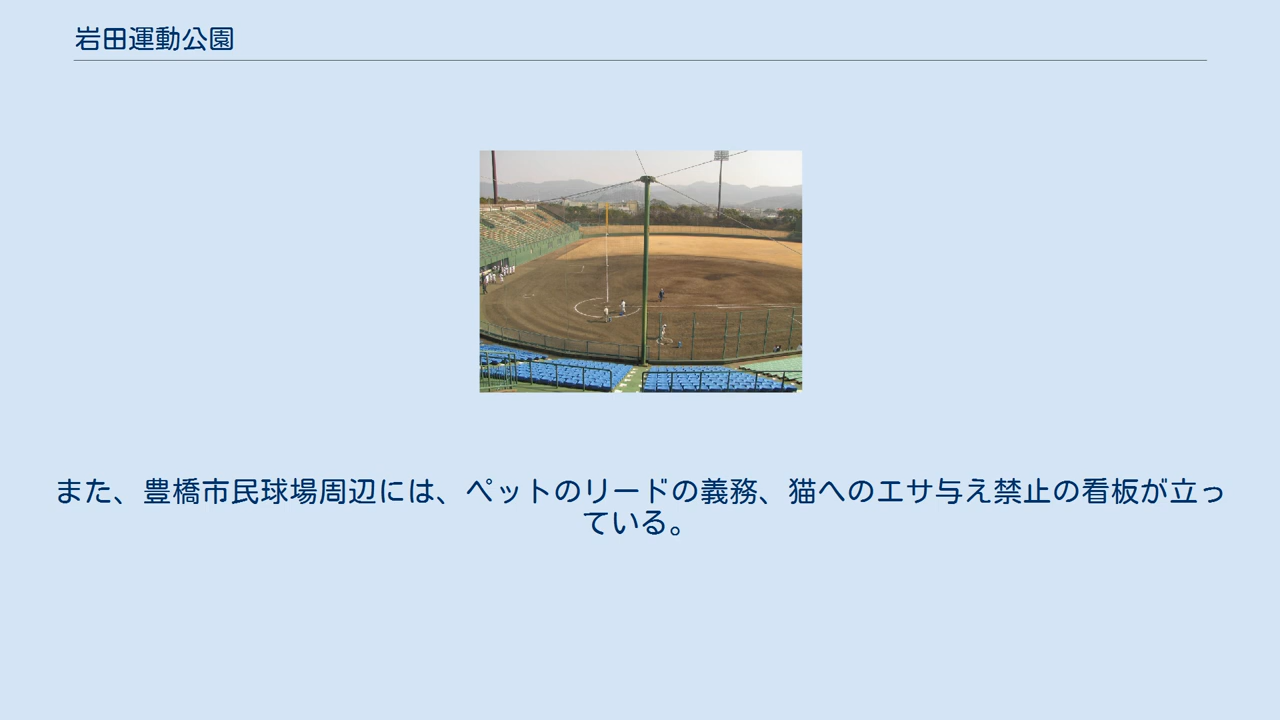 岩田運動公園
また、豊橋市民球場周辺には、ペットのリードの義務、猫へのエサ与え禁止の看板が立っ
ている。